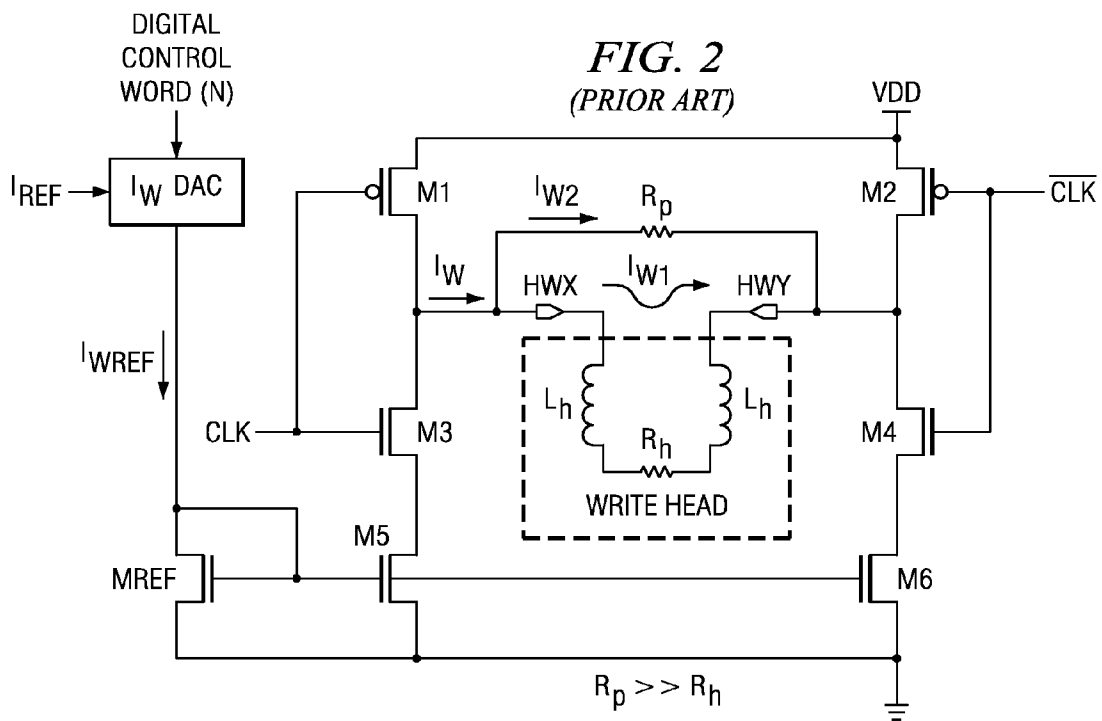 DIGITAL
CONTROL
WORD (N)
FIG. 2
(PRIOR ART)
VDD
I_REF
I_W DAC
M1
I_W2
R_p
M2
C̅L̅K̅
I_W
HWX
I_W1
HWY
I_WREF
L_h
L_h
CLK
M3
R_h
M4
WRITE HEAD
M5
MREF
M6
R_p >> R_h